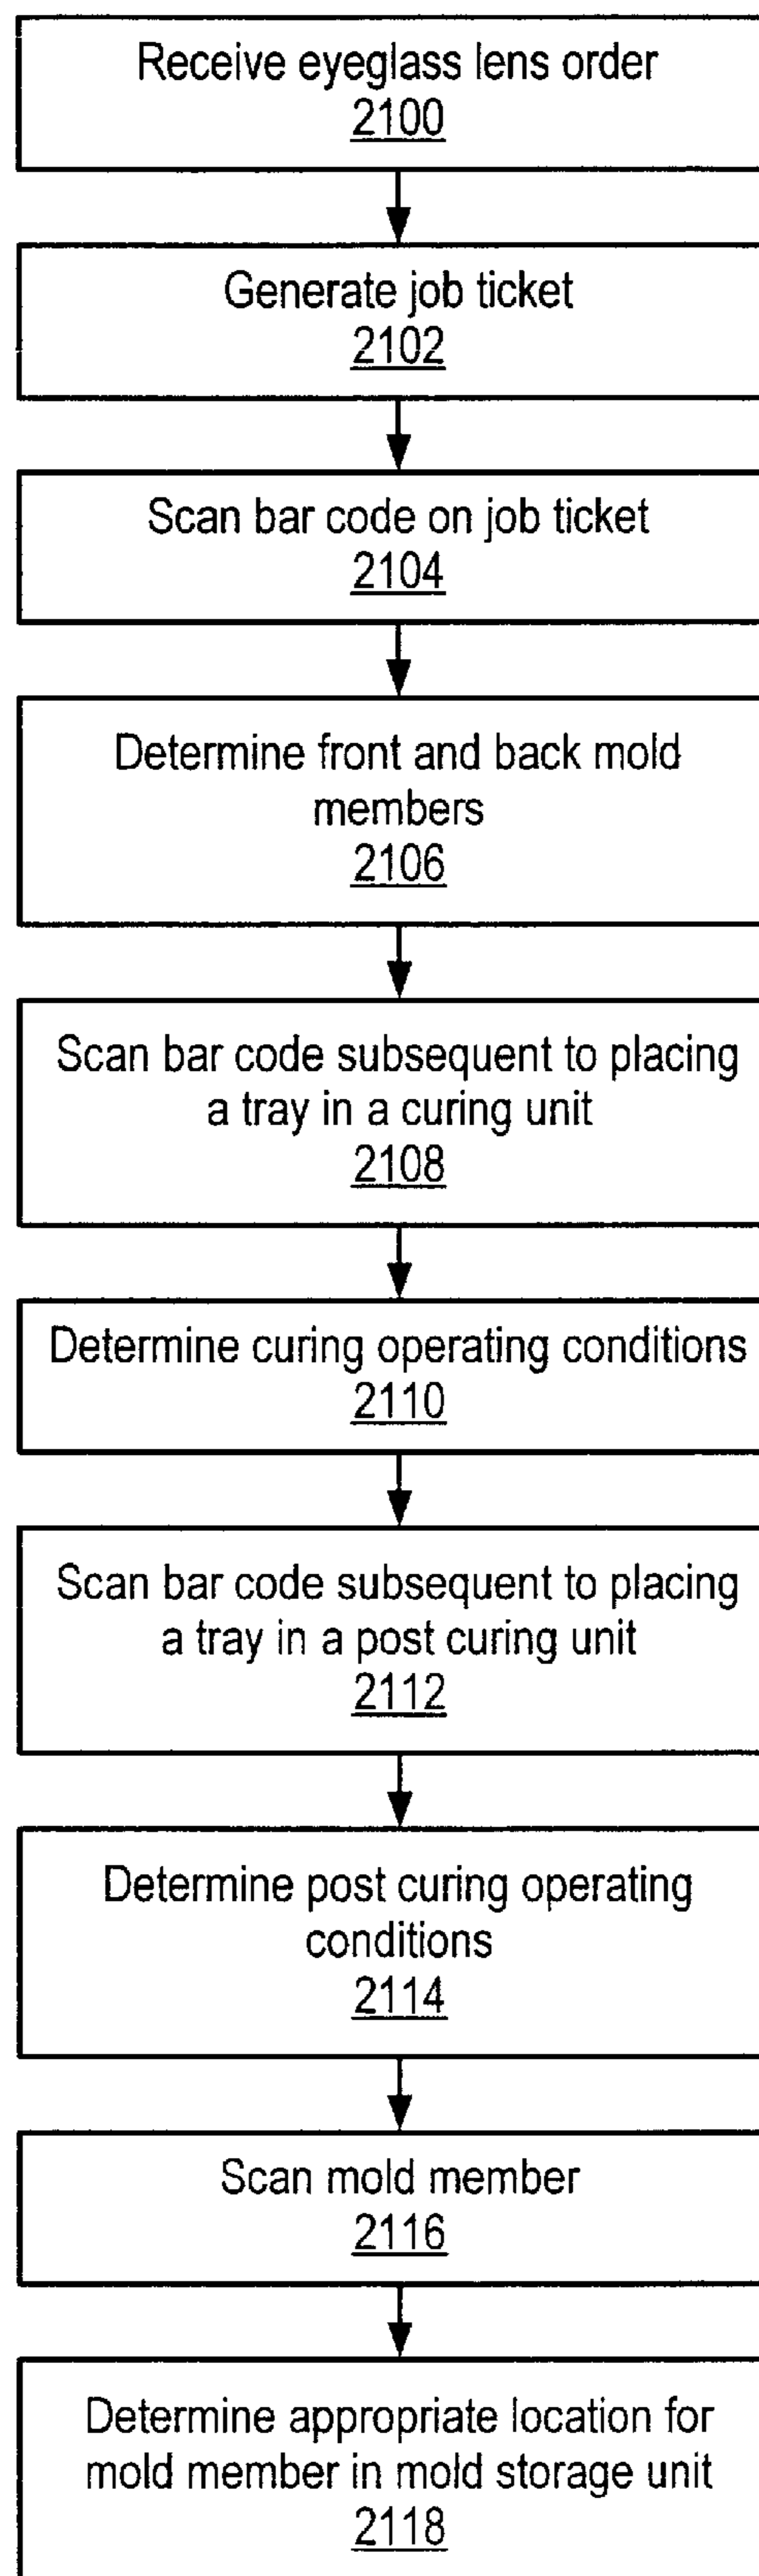 Receive eyeglass lens order
2100
Generate job ticket
2102
Scan bar code on job ticket
2104
Determine front and back mold
members
2106
Scan bar code subsequent to placing
a tray in a curing unit
2108
Determine curing operating conditions
2110
Scan bar code subsequent to placing
a tray in a post curing unit
2112
Determine post curing operating
conditions
2114
Scan mold member
2116
Determine appropriate location for
mold member in mold storage unit
2118